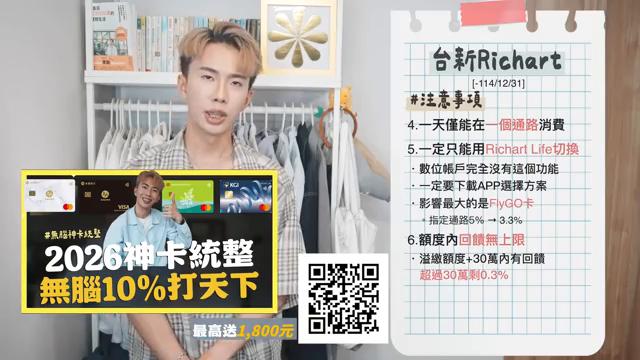 台新Richart
[-114/12/31]
#注意事項
4.一天僅能在一個通路消費
5.一定只能用Richart Life切換
・數位帳戶完全沒有這個功能
・一定要下載APP選擇方案
・影響最大的是FlyGO卡
* 指定通路5% → 3.3%
6.額度內回饋無上限
・溢繳額度+30萬內有回饋
超過30萬剩0.3%
VISA
KGI
#無腦神卡統整
2026神卡統整
無腦10%打天下
最高送1,800元